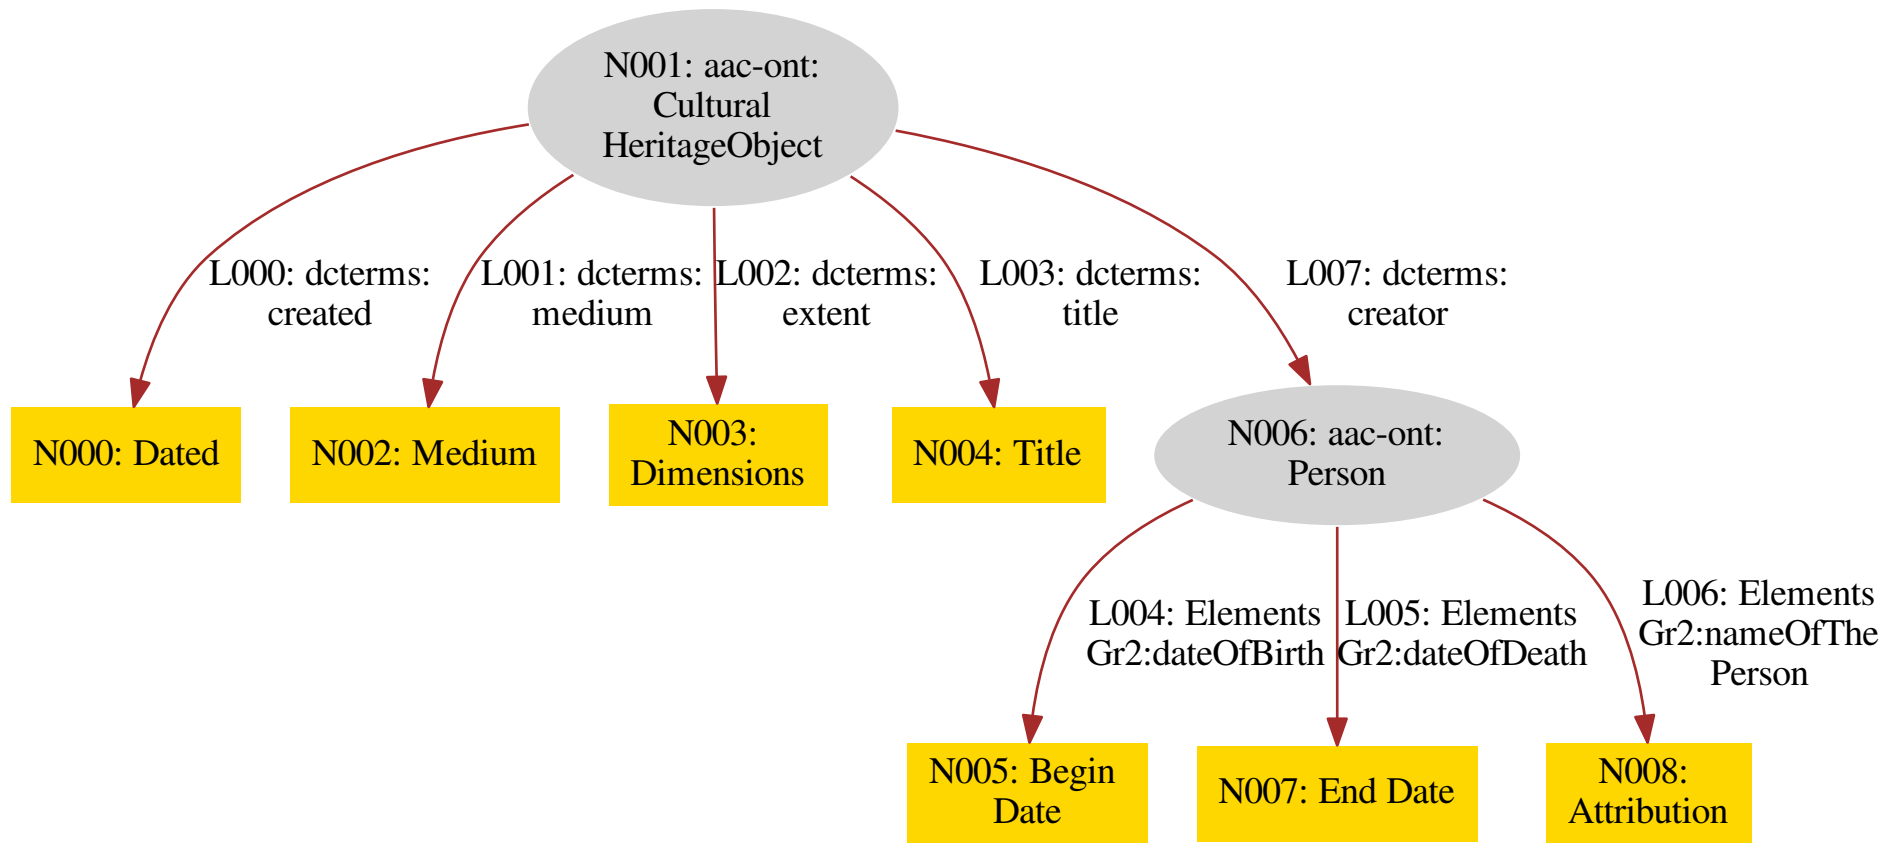 N001: aac-ont:
Cultural
HeritageObject
L000: dcterms:
created
L001: dcterms:
medium
L002: dcterms:
extent
L003: dcterms:
title
L007: dcterms:
creator
N000: Dated
N002: Medium
N003:
Dimensions
N004: Title
N006: aac-ont:
Person
L004: Elements
Gr2:dateOfBirth
L005: Elements
Gr2:dateOfDeath
L006: Elements
Gr2:nameOfThe
Person
N005: Begin
Date
N007: End Date
N008:
Attribution